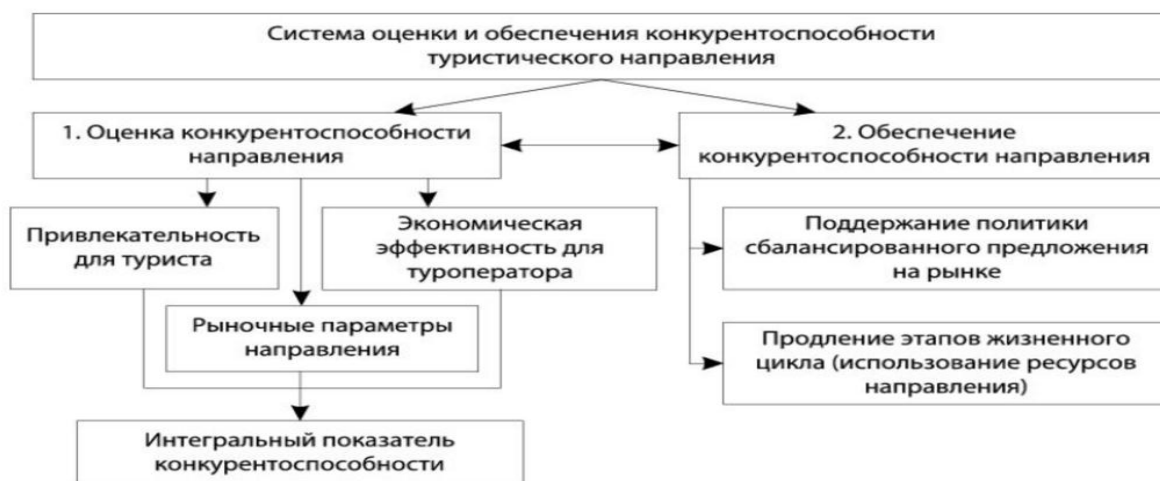 Система оценки и обеспечения конкурентоспособности
туристического направления
1. Оценка конкурентоспособности
направления
2. Обеспечение
конкурентоспособности направления
Привлекательность
для туриста
Экономическая
эффективность для
туроператора
Поддержание политики
сбалансированного предложения
на рынке
Рыночные параметры
направления
Продление этапов жизненного
цикла (использование ресурсов
направления)
Интегральный показатель
конкурентоспособности